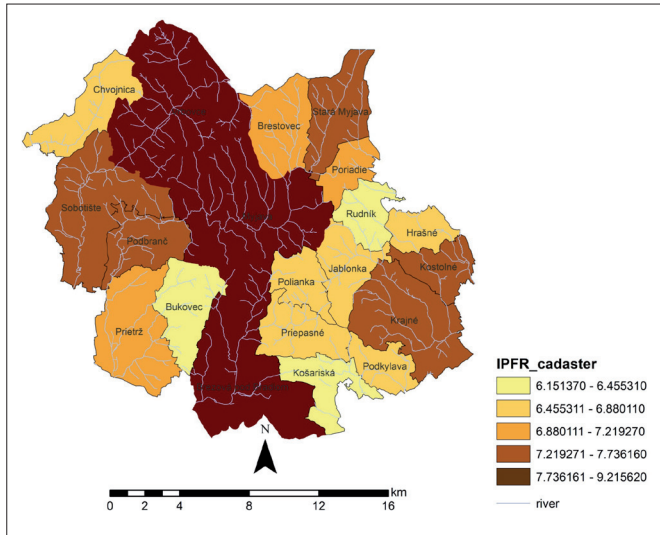 Chvojnica
Brestovec
Stará Myjava
Poriadie
Sobotište
Rudník
Podbranč
Hrašné
Kostolné
Jablonka
Polianka
Bukovec
Krajné
Prietrž
Priepasné
Podkylava
Košariská
N
km
0 2 4 8 12 16
IPFR_cadaster
6.151370 - 6.455310
6.455311 - 6.880110
6.880111 - 7.219270
7.219271 - 7.736160
7.736161 - 9.215620
river